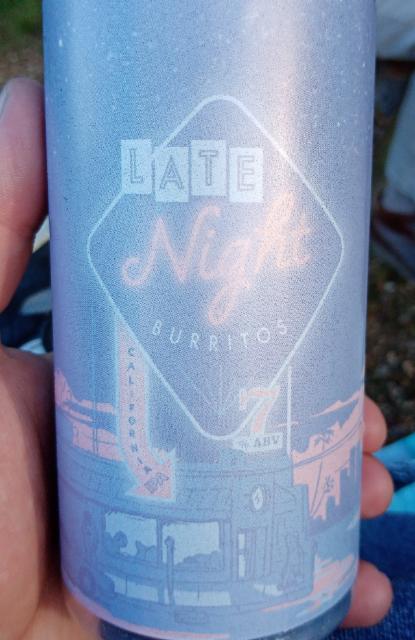 LATE
Night
BURRITOS
CALIFORNIA
7
% ABV